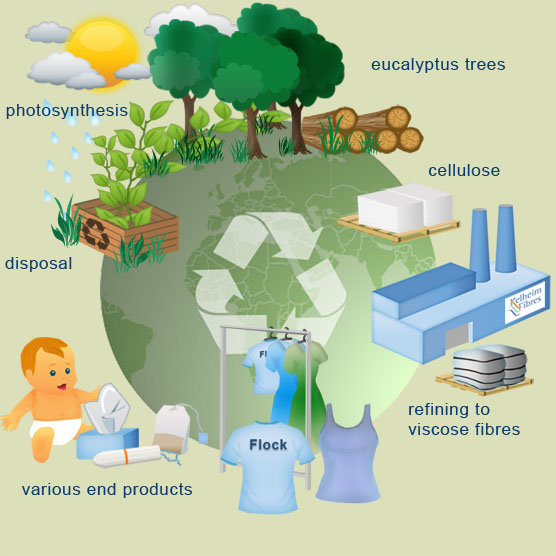 eucalyptus trees
photosynthesis
cellulose
disposal
Kelheim
Fibres
refining to
viscose fibres
Fl
Flock
various end products